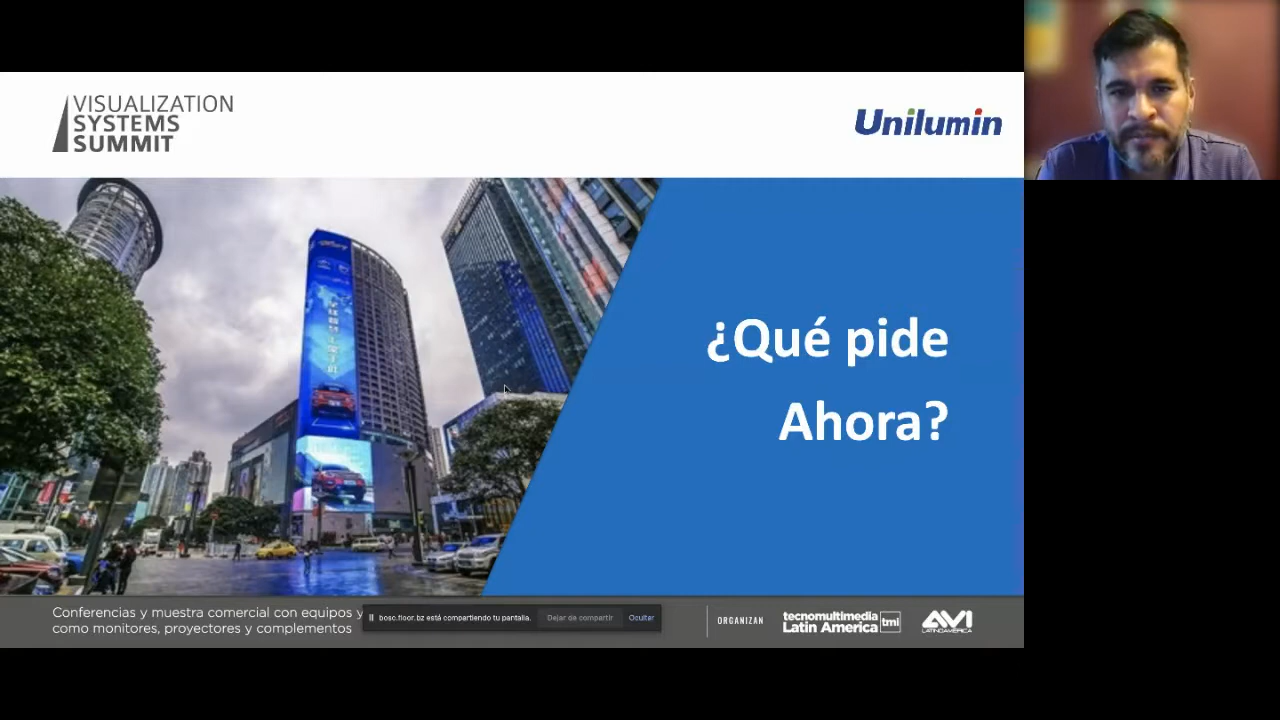 VISUALIZATION
SYSTEMS
SUMMIT
Unilumin
¿Qué pide
Ahora?
Conferencias y muestra comercial con equipos y
como monitores, proyectores y complementos
bosc.floor.bz está compartiendo tu pantalla.
Dejar de compartir
Ocultar
ORGANIZAN
tecnomultimedia
Latin America
tmi
AVI
LATINOAMÉRICA